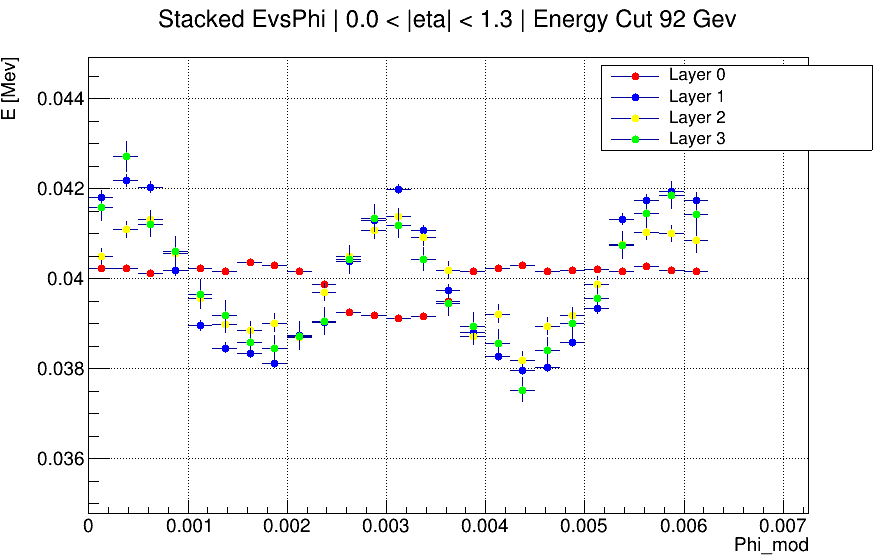 Stacked EvsPhi | 0.0 < |eta| < 1.3 | Energy Cut 92 Gev
E [Mev]
Layer 0
Layer 1
Layer 2
Layer 3
0.044
0.042
0.04
0.038
0.036
0 0.001 0.002 0.003 0.004 0.005 0.006 0.007
Phi_mod